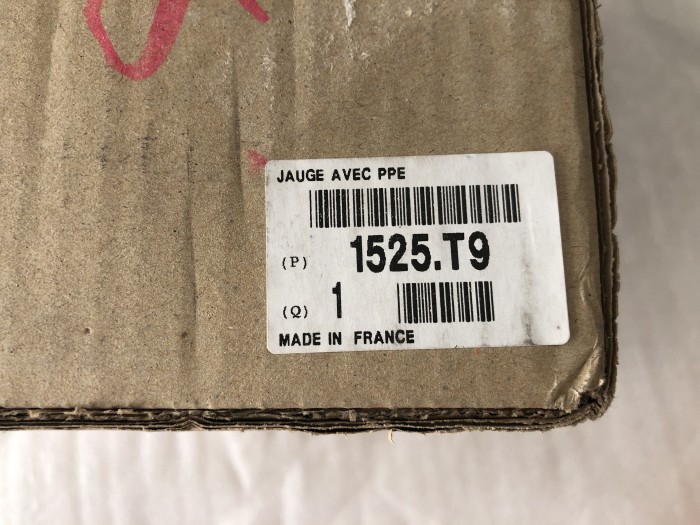 JAUGE AVEC PPE
(P) 1525.T9
(Q) 1
MADE IN FRANCE